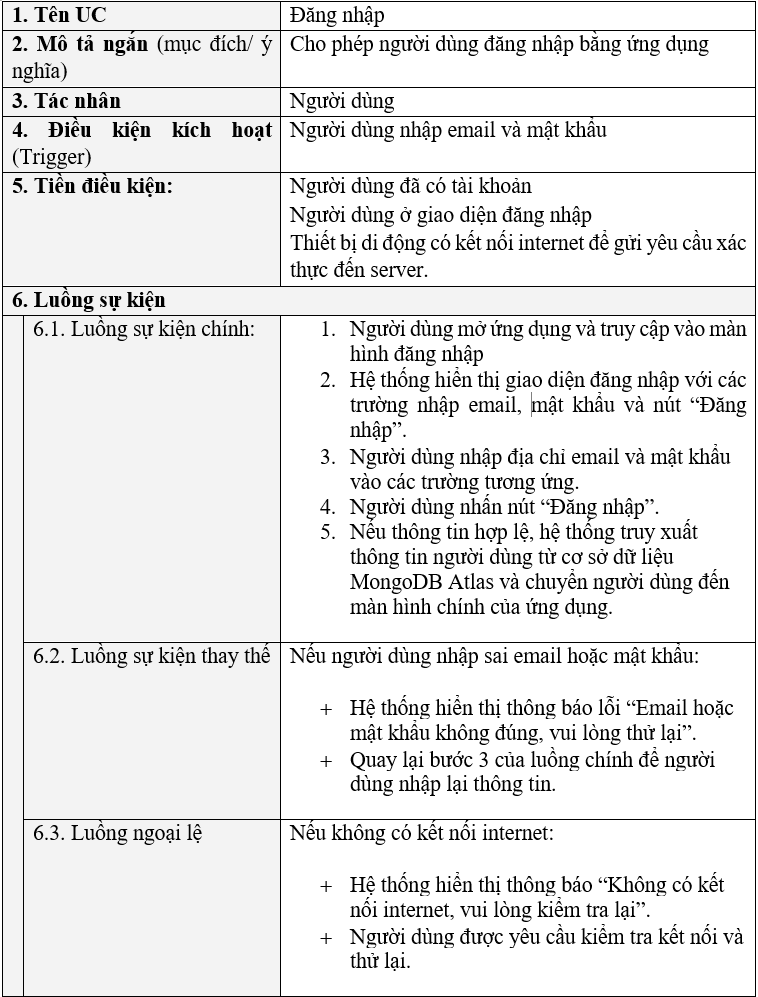 1. Tên UC
Đăng nhập
2. Mô tả ngắn (mục đích/ ý
nghĩa)
Cho phép người dùng đăng nhập bằng ứng dụng
3. Tác nhân
Người dùng
4. Điều kiện kích hoạt
(Trigger)
Người dùng nhập email và mật khẩu
5. Tiền điều kiện:
Người dùng đã có tài khoản
Người dùng ở giao diện đăng nhập
Thiết bị di động có kết nối internet để gửi yêu cầu xác
thực đến server.
6. Luồng sự kiện
6.1. Luồng sự kiện chính:
1. Người dùng mở ứng dụng và truy cập vào màn
hình đăng nhập
2. Hệ thống hiển thị giao diện đăng nhập với các
trường nhập email, mật khẩu và nút “Đăng
nhập”.
3. Người dùng nhập địa chỉ email và mật khẩu
vào các trường tương ứng.
4. Người dùng nhấn nút “Đăng nhập”.
5. Nếu thông tin hợp lệ, hệ thống truy xuất
thông tin người dùng từ cơ sở dữ liệu
MongoDB Atlas và chuyển người dùng đến
màn hình chính của ứng dụng.
6.2. Luồng sự kiện thay thế
Nếu người dùng nhập sai email hoặc mật khẩu:
+ Hệ thống hiển thị thông báo lỗi “Email hoặc
mật khẩu không đúng, vui lòng thử lại”.
+ Quay lại bước 3 của luồng chính để người
dùng nhập lại thông tin.
6.3. Luồng ngoại lệ
Nếu không có kết nối internet:
+ Hệ thống hiển thị thông báo “Không có kết
nối internet, vui lòng kiểm tra lại”.
+ Người dùng được yêu cầu kiểm tra kết nối và
thử lại.